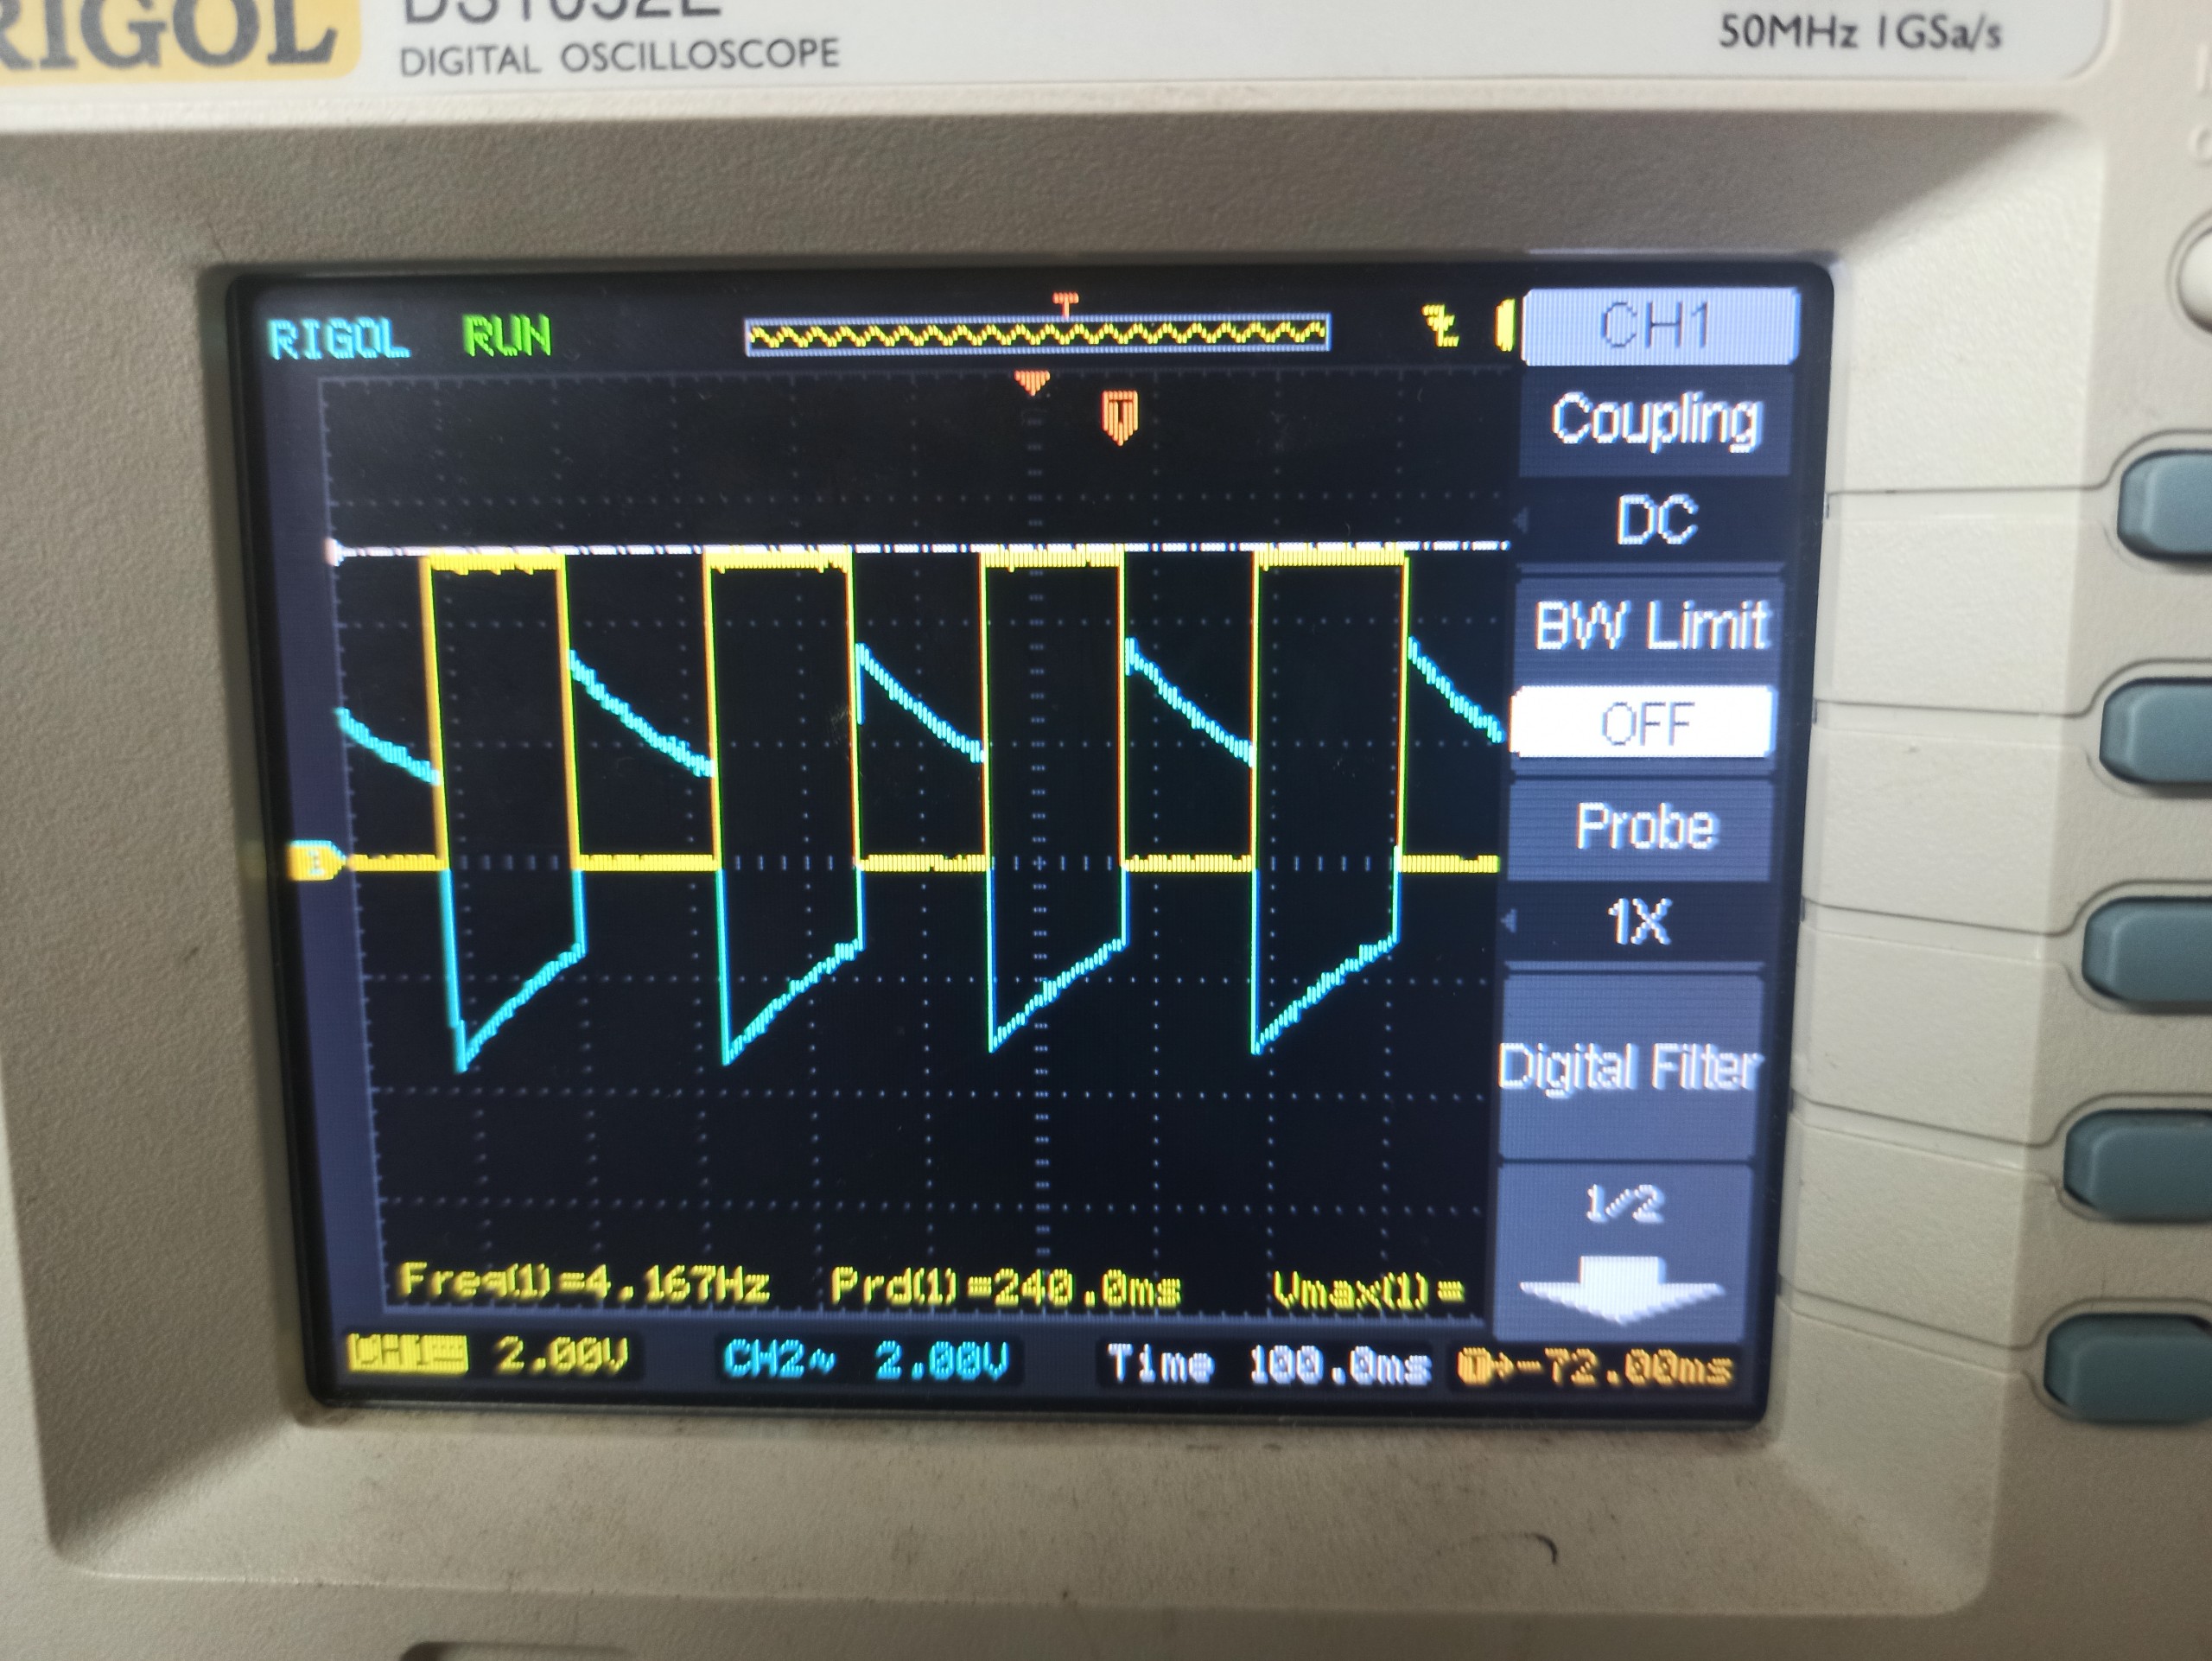 RIGOL DS1052E
DIGITAL OSCILLOSCOPE
50MHz 1GSa/s
RIGOL RUN
T
CH1
T
Coupling
DC
BW Limit
OFF
Probe
1X
Digital Filter
1/2
Freq(1)=4.167Hz Prd(1)=240.0ms Vmax(1)=
CH1 2.00V CH2 2.00V Time 100.0ms T→-72.00ms